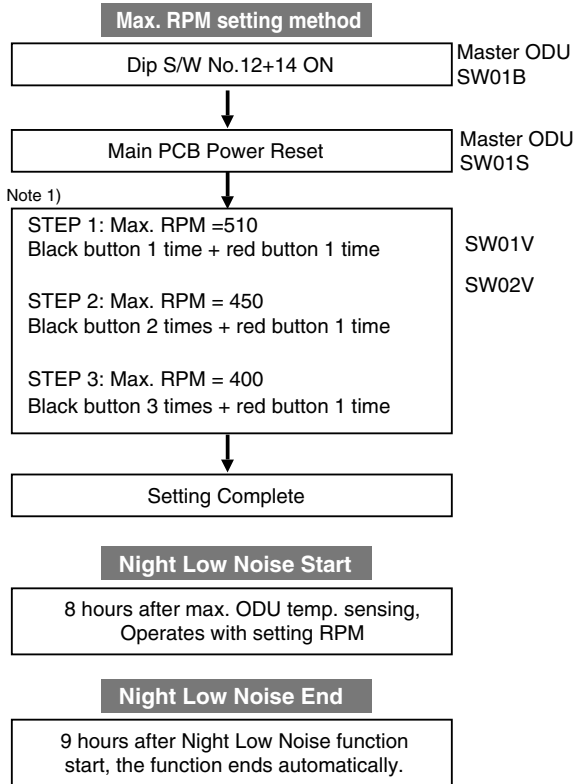 Max. RPM setting method
Dip S/W No.12+14 ON
Master ODU
SW01B
Main PCB Power Reset
Master ODU
SW01S
Note 1)
STEP 1: Max. RPM =510
Black button 1 time + red button 1 time
SW01V
SW02V
STEP 2: Max. RPM = 450
Black button 2 times + red button 1 time
STEP 3: Max. RPM = 400
Black button 3 times + red button 1 time
Setting Complete
Night Low Noise Start
8 hours after max. ODU temp. sensing,
Operates with setting RPM
Night Low Noise End
9 hours after Night Low Noise function
start, the function ends automatically.